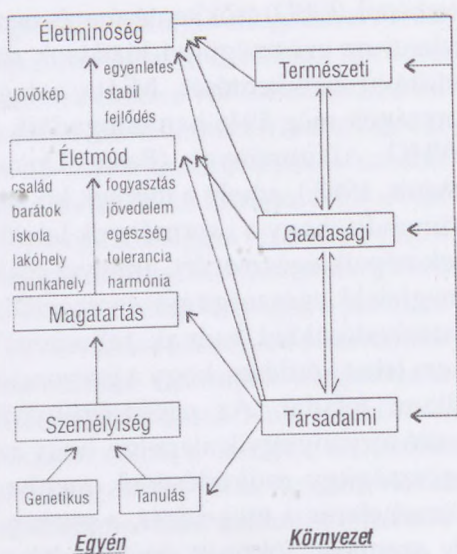 Életminőség
Jövőkép
egyenletes
stabil
fejlődés
Életmód
család
barátok
iskola
lakóhely
munkahely
fogyasztás
jövedelem
egészség
tolerancia
harmónia
Magatartás
Személyiség
Genetikus
Tanulás
Egyén
Természeti
Gazdasági
Társadalmi
Környezet